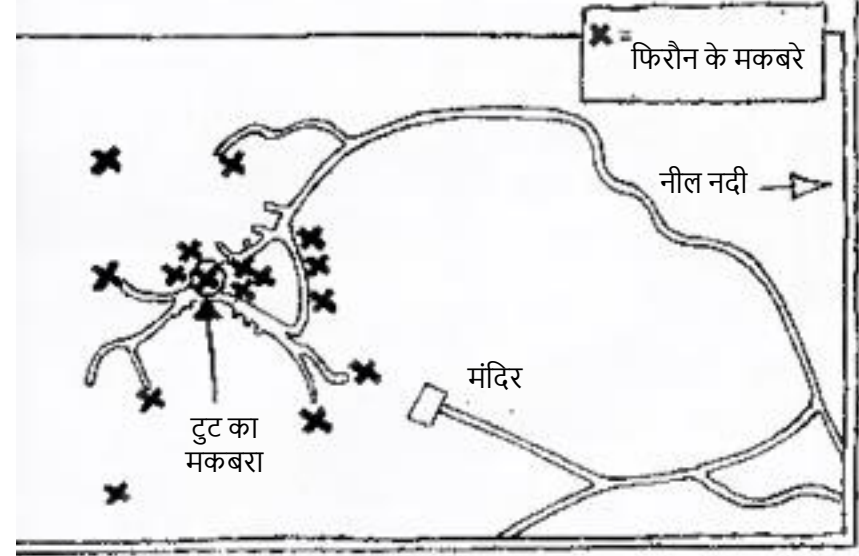 ✖ = फिरौन के मकबरे
नील नदी
मंदिर
टुट का
मकबरा